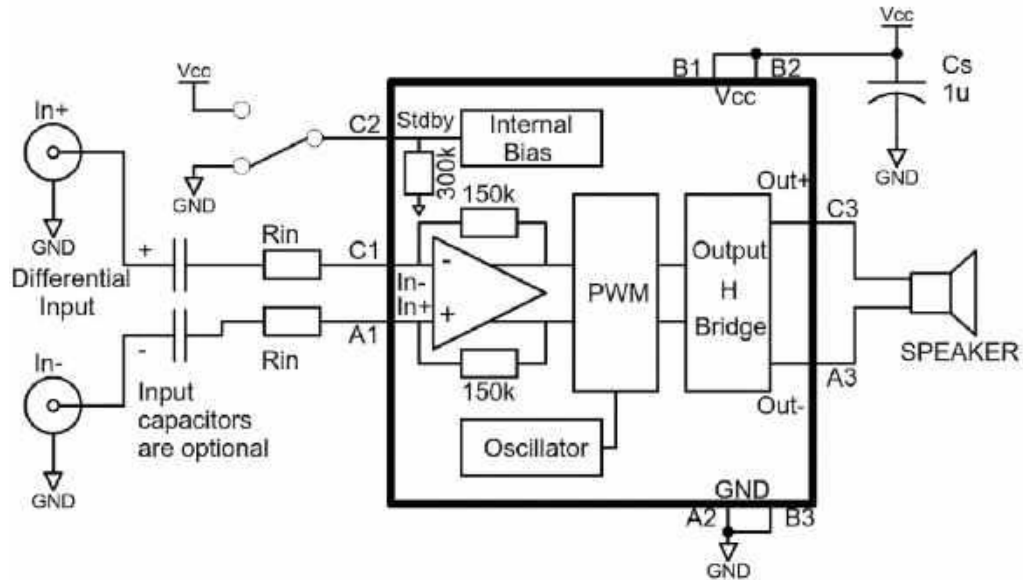 Vcc
Vcc
B1
B2
Vcc
Cs
1u
GND
In+
GND
Differential
Input
In-
GND
GND
C2
Stdby
Internal
Bias
300k
150k
+
Rin
C1
In-
In+
-
+
A1
Rin
-
Input
capacitors
are optional
150k
PWM
Oscillator
Output
H
Bridge
Out+
C3
SPEAKER
A3
Out-
GND
A2
B3
GND